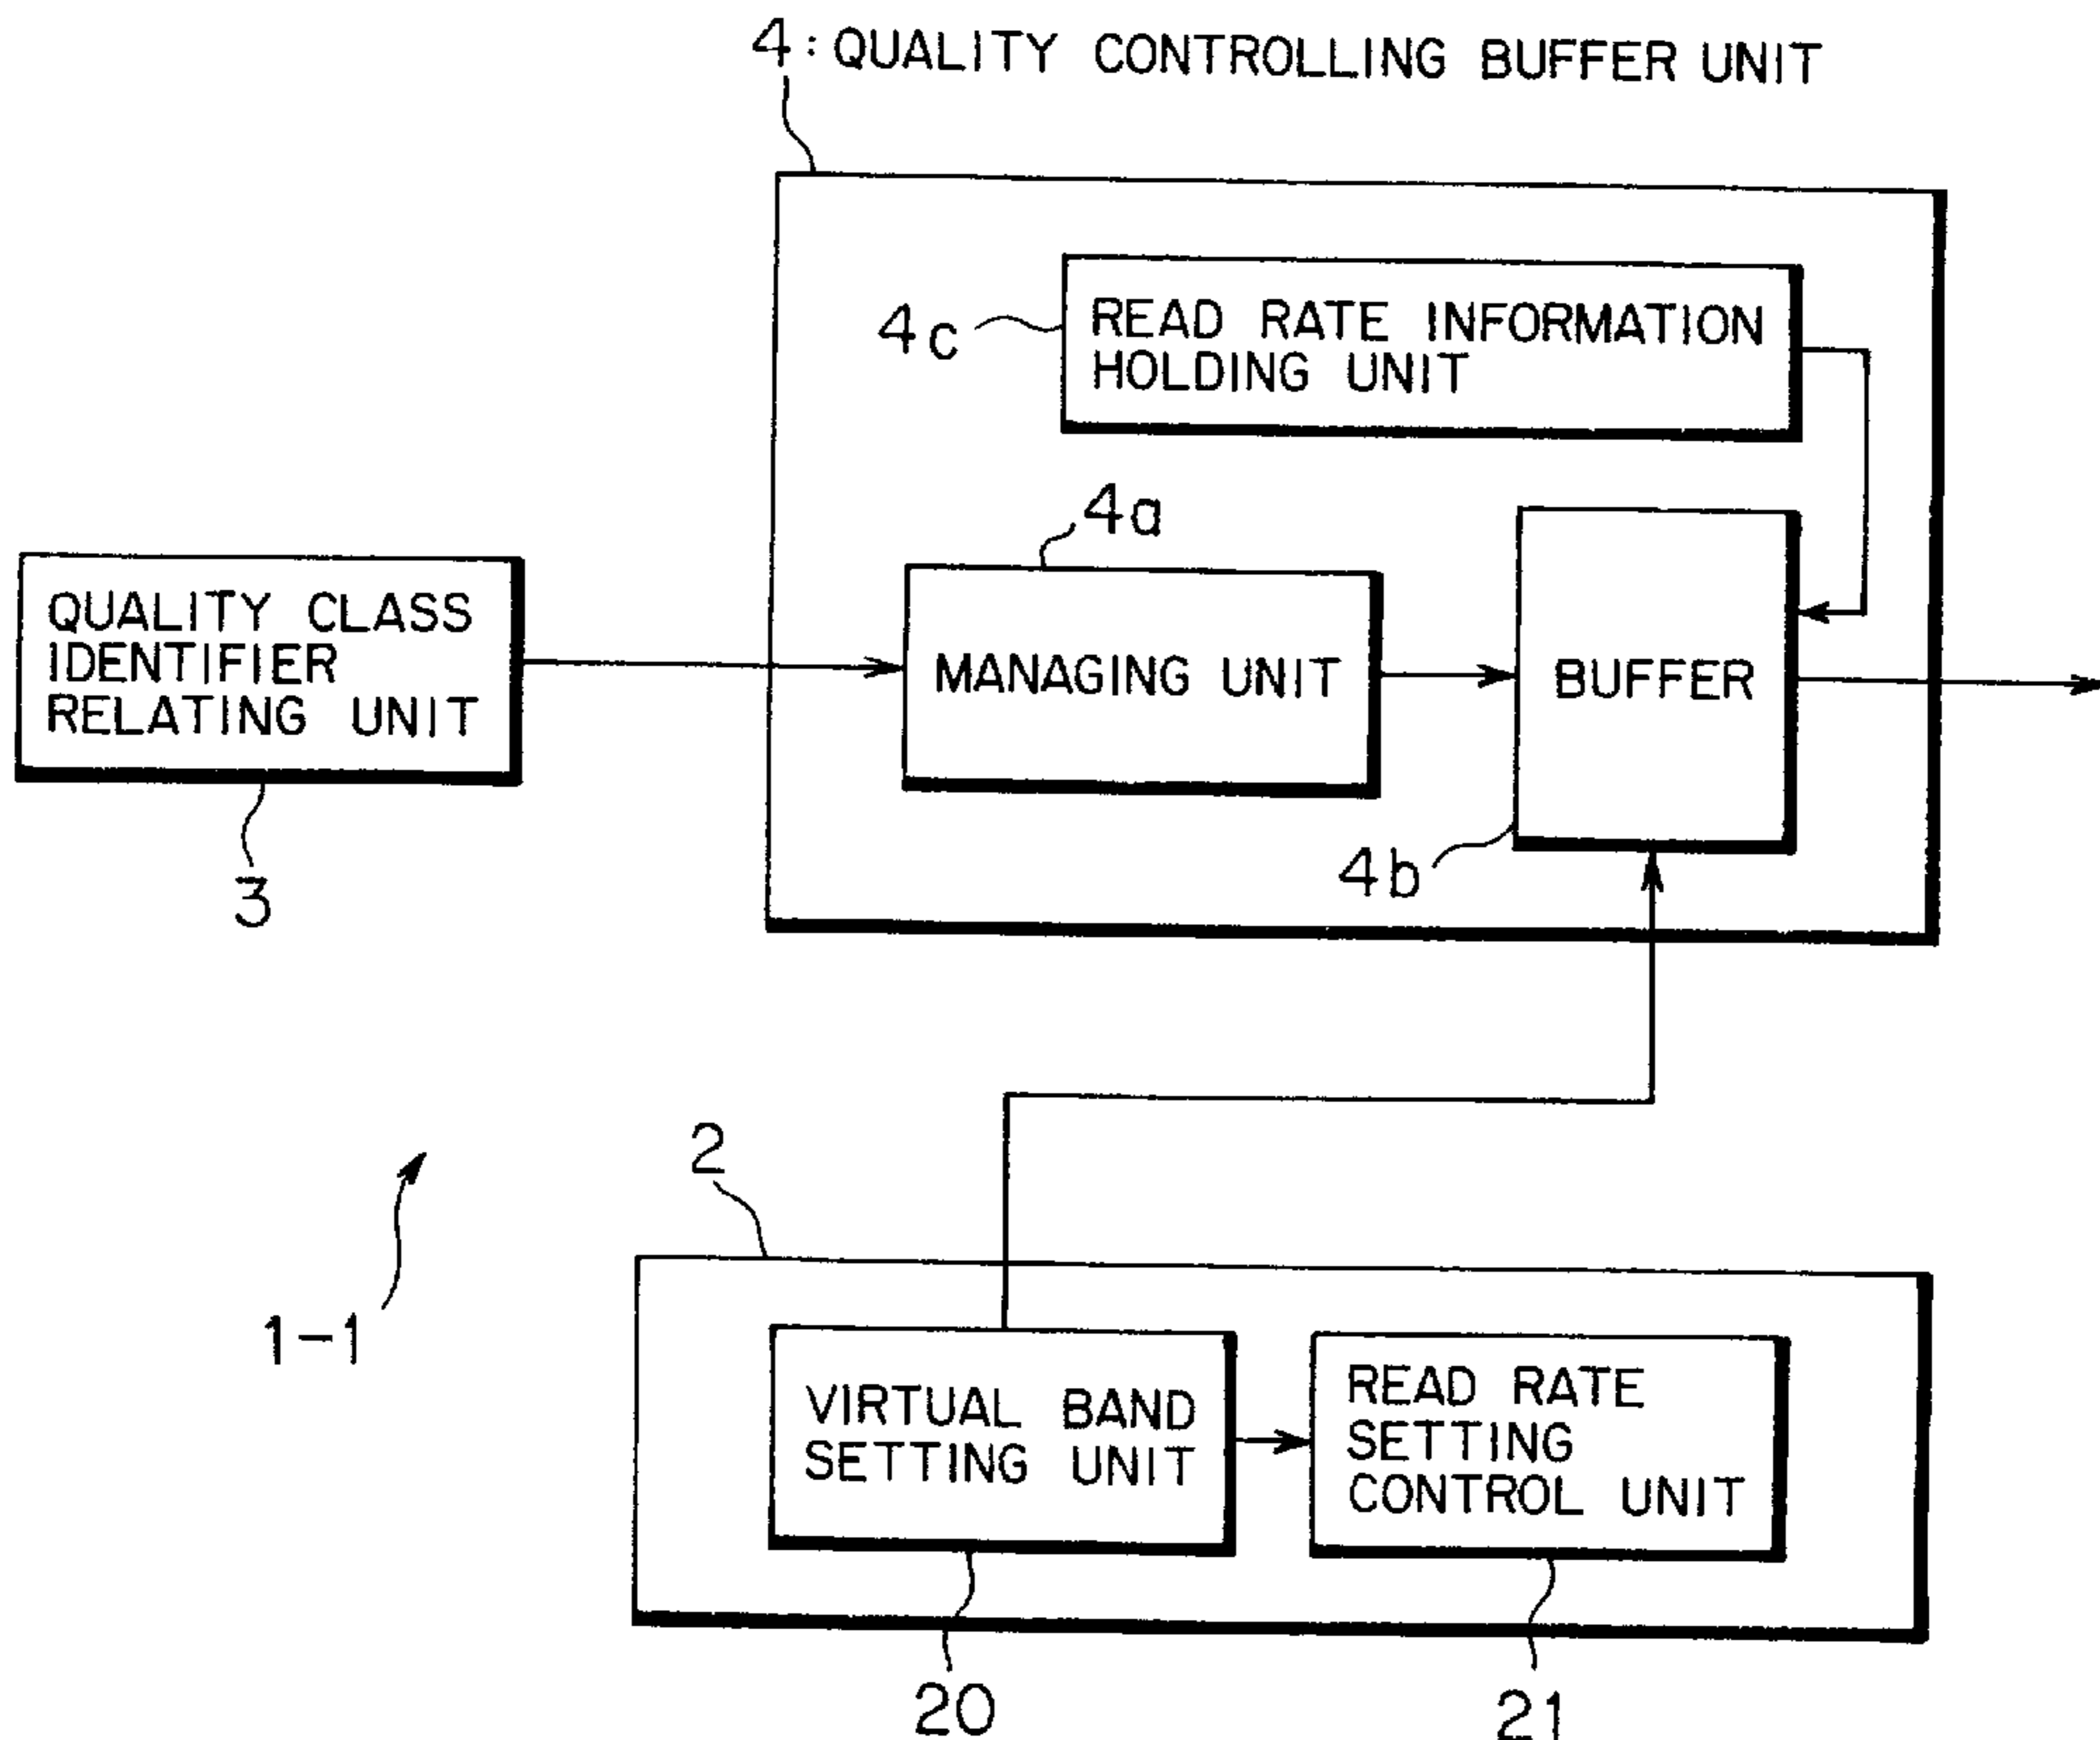 4: QUALITY CONTROLLING BUFFER UNIT
4c
READ RATE INFORMATION
HOLDING UNIT
4a
QUALITY CLASS
IDENTIFIER
RELATING UNIT
MANAGING UNIT
BUFFER
4b
3
2
1-1
VIRTUAL BAND
SETTING UNIT
READ RATE
SETTING
CONTROL UNIT
20
21